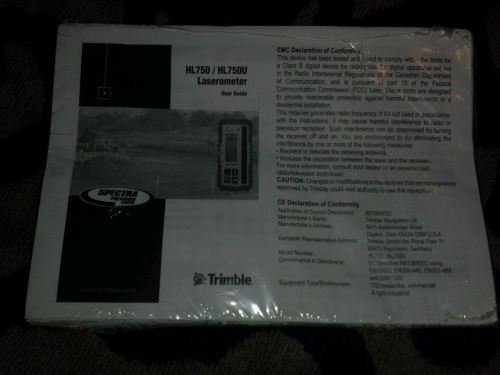 HL750 / HL750U
Laserometer
User Guide
SPECTRA
PRECISION
LASER
Trimble
EMC Declaration of Conformity
This device has been tested and found to comply with the limits for
a Class B digital device for radio noise for digital apparatus set out
in the Radio Interference Regulations of the Canadian Department
of Communication, and is pursuant to part 15 of the Federal
Communication Commission (FCC) rules. These limits are designed
to provide reasonable protection against harmful interference in a
residential installation.
This receiver generates radio frequency. If it's not used in accordance
with the instructions, it may cause harmful interference to radio or
television reception. Such interference can be determined by turning
the receiver off and on. You are encouraged to try eliminating the
interference by one or more of the following measures:
• Reorient or relocate the receiving antenna.
• Increase the separation between the user and the receiver.
For more information, consult your dealer or an experienced
radio/television technician.
CAUTION: Changes or modifications to the receiver that are not expressly
approved by Trimble could void authority to use the equipment.
CE Declaration of Conformity
Application of Council Directive(s): 89/336/EEC
Manufacturer's Name: Trimble Navigation Ltd
Manufacturer's Address: 5475 Kellenburger Road
Dayton, Ohio 45424-1099 U.S.A.
European Representative Address: Trimble GmbH, Am Prime Parc 11
65479 Raunheim, Germany
Model Number: HL750, HL750U
Conformance to Directive(s): EC Directive 89/336/EEC using
Equipment Type/Environment: ITE/residential, commercial
& light industrial